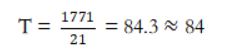 T = 1771/21 = 84.3 ≈ 84